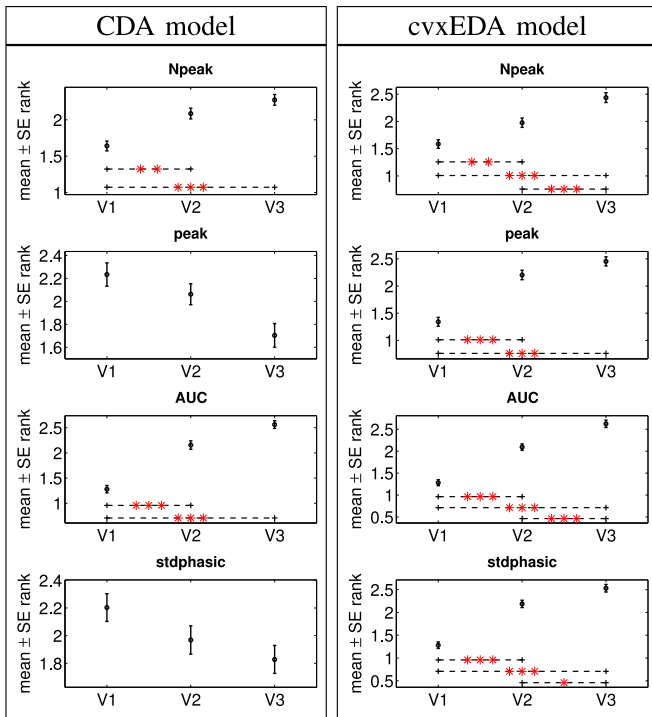 CDA model
Npeak
mean ± SE rank
2
1.5
1
V1 V2 V3
peak
mean ± SE rank
2.4
2.2
2
1.8
1.6
V1 V2 V3
AUC
mean ± SE rank
2.5
2
1.5
1
V1 V2 V3
stdphasic
mean ± SE rank
2.4
2.2
2
1.8
V1 V2 V3
cvxEDA model
Npeak
mean ± SE rank
2.5
2
1.5
1
V1 V2 V3
peak
mean ± SE rank
2.5
2
1.5
1
V1 V2 V3
AUC
mean ± SE rank
2.5
2
1.5
1
0.5
V1 V2 V3
stdphasic
mean ± SE rank
2.5
2
1.5
1
0.5
V1 V2 V3